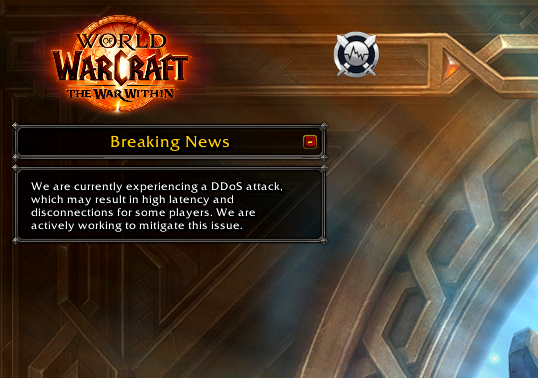 WORLD
OF
WARCRAFT
THE WAR WITHIN
Breaking News
We are currently experiencing a DDoS attack,
which may result in high latency and
disconnections for some players. We are
actively working to mitigate this issue.